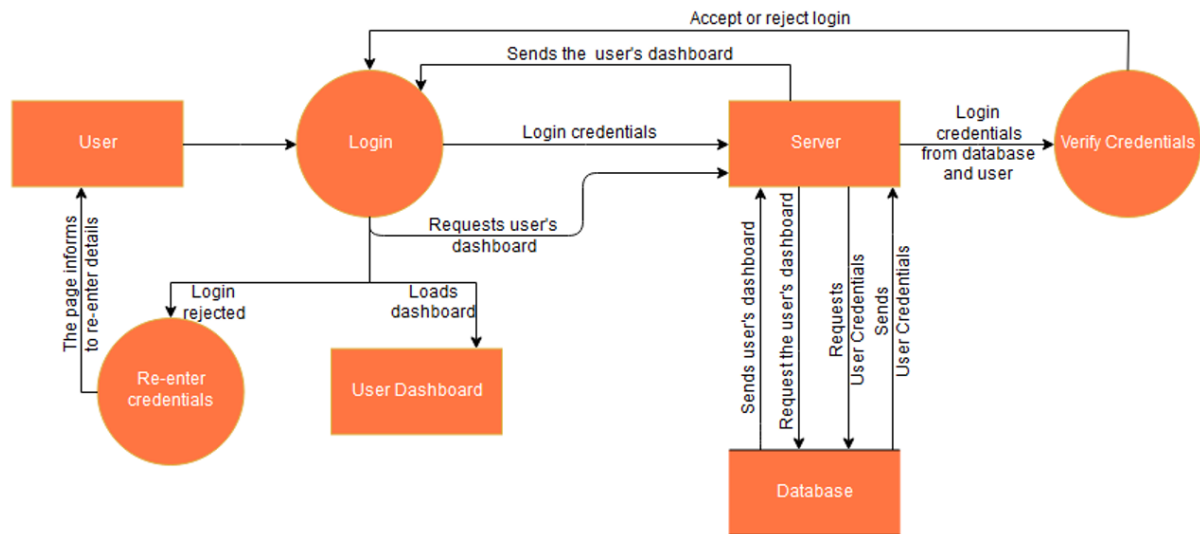 Accept or reject login
Sends the user's dashboard
User
Login
Login credentials
Server
Login
credentials
from database
and user
Verify Credentials
Requests user's
dashboard
The page informs
to re-enter details
Login
rejected
Loads
dashboard
Re-enter
credentials
User Dashboard
Sends user's dashboard
Request the user's dashboard
Requests
User Credentials
Sends
User Credentials
Database